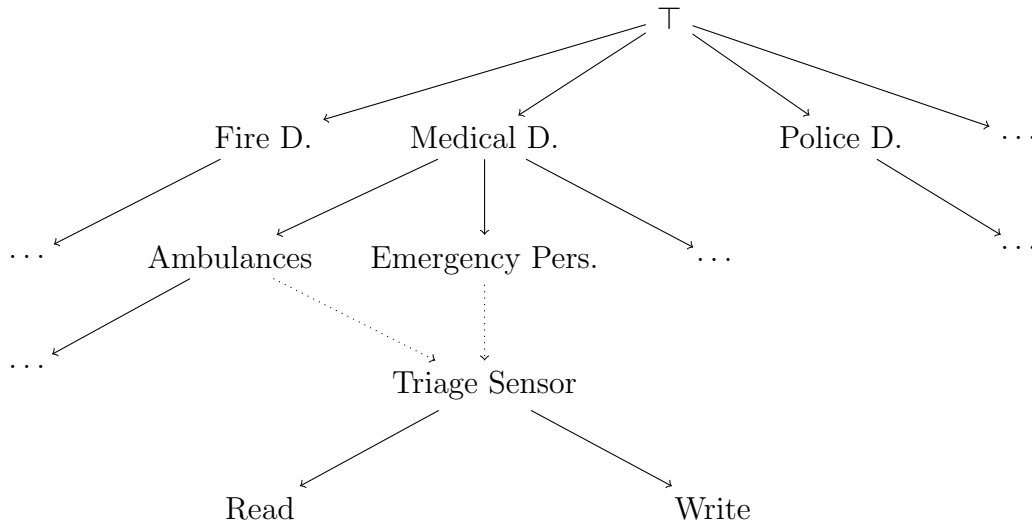 ⊤
Fire D. Medical D. Police D. ...
... Ambulances Emergency Pers. ... ...
...
Triage Sensor
Read Write